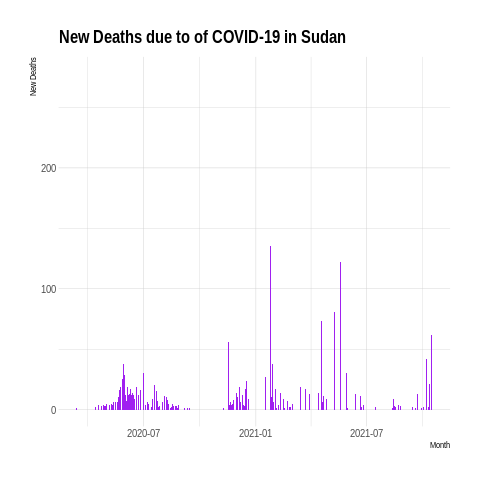 New Deaths due to of COVID-19 in Sudan
New Deaths
200
100
0
2020-07
2021-01
2021-07
Month